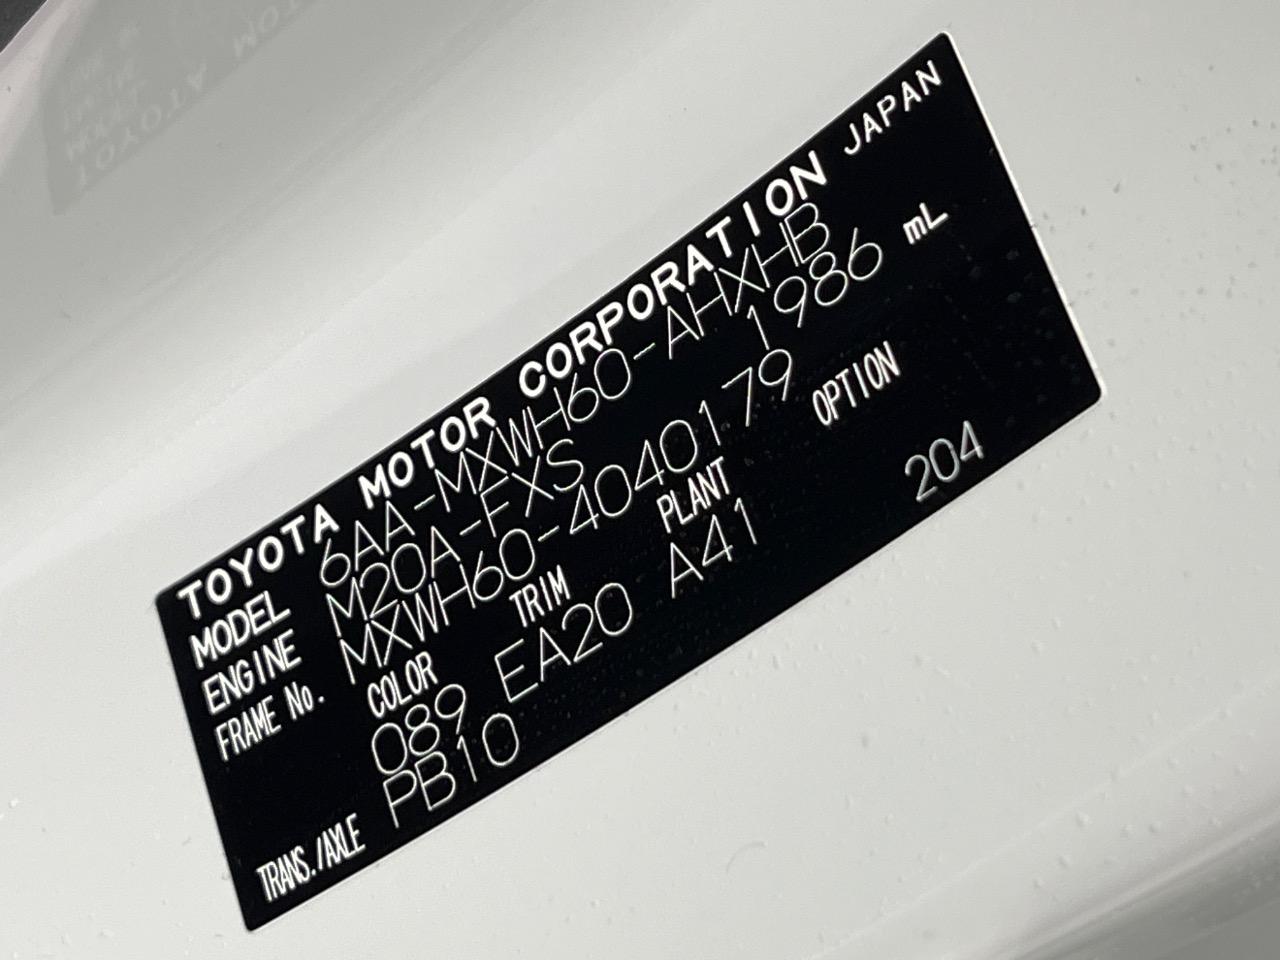 TOYOTA MOTOR CORPORATION JAPAN
MODEL 6AA-MXWH60-AHXHB
ENGINE M20A-FXS 1986 mL
FRAME No. MXWH60-4040179
COLOR TRIM PLANT OPTION
089 EA20 A41 204
TRANS./AXLE PB10